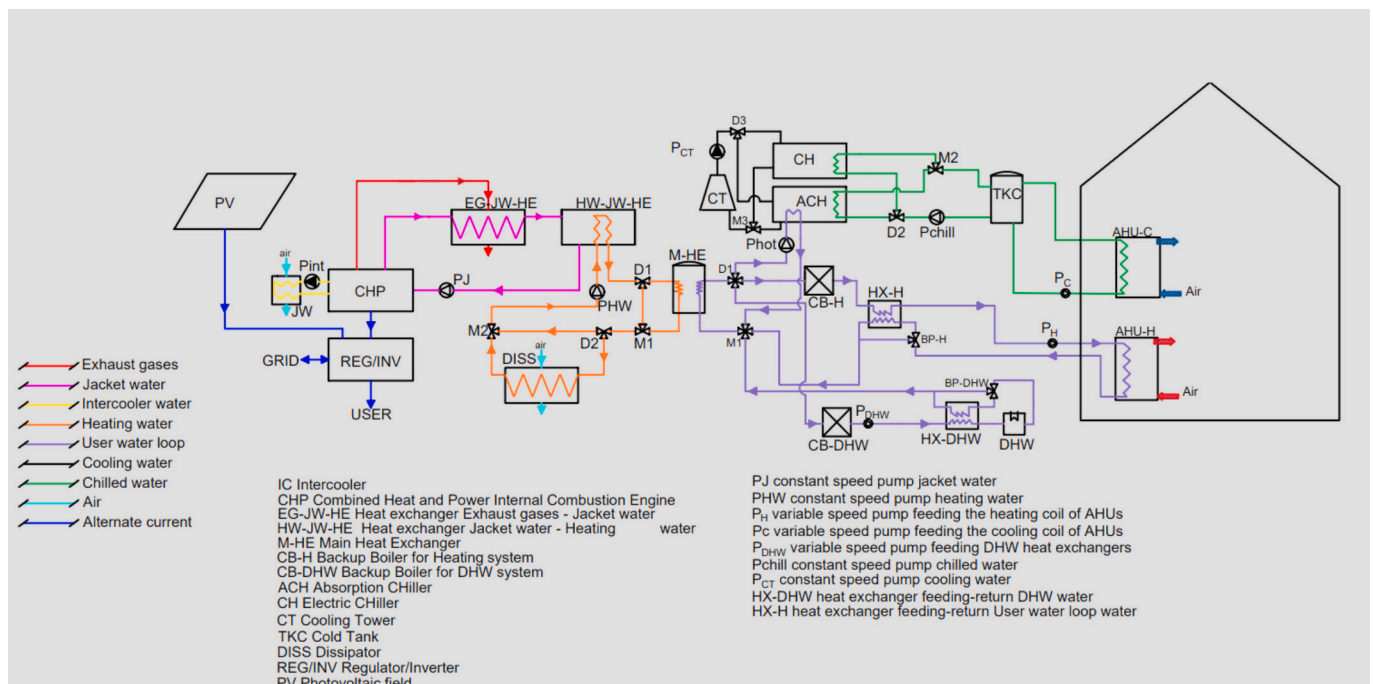 D3
P_CT
CH
M2
CT
ACH
TKC
PV
EG-JW-HE
HW-JW-HE
M3
D2
Pchill
Phot
AHU-C
air
Pint
M-HE
D1
D1
PJ
CHP
PHW
CB-H
HX-H
P_C
Air
JW
M2
D2
M1
M1
BP-H
P_H
AHU-H
GRID
REG/INV
DISS
air
Air
BP-DHW
USER
P_DHW
CB-DHW
HX-DHW
DHW
Exhaust gases
Jacket water
Intercooler water
Heating water
User water loop
Cooling water
Chilled water
Air
Alternate current
IC Intercooler
CHP Combined Heat and Power Internal Combustion Engine
EG-JW-HE Heat exchanger Exhaust gases - Jacket water
HW-JW-HE Heat exchanger Jacket water - Heating water
M-HE Main Heat Exchanger
CB-H Backup Boiler for Heating system
CB-DHW Backup Boiler for DHW system
ACH Absorption CHiller
CH Electric CHiller
CT Cooling Tower
TKC Cold Tank
DISS Dissipator
REG/INV Regulator/Inverter
PV Photovoltaic field
PJ constant speed pump jacket water
PHW constant speed pump heating water
P_H variable speed pump feeding the heating coil of AHUs
Pc variable speed pump feeding the cooling coil of AHUs
P_DHW variable speed pump feeding DHW heat exchangers
Pchill constant speed pump chilled water
P_CT constant speed pump cooling water
HX-DHW heat exchanger feeding-return DHW water
HX-H heat exchanger feeding-return User water loop water